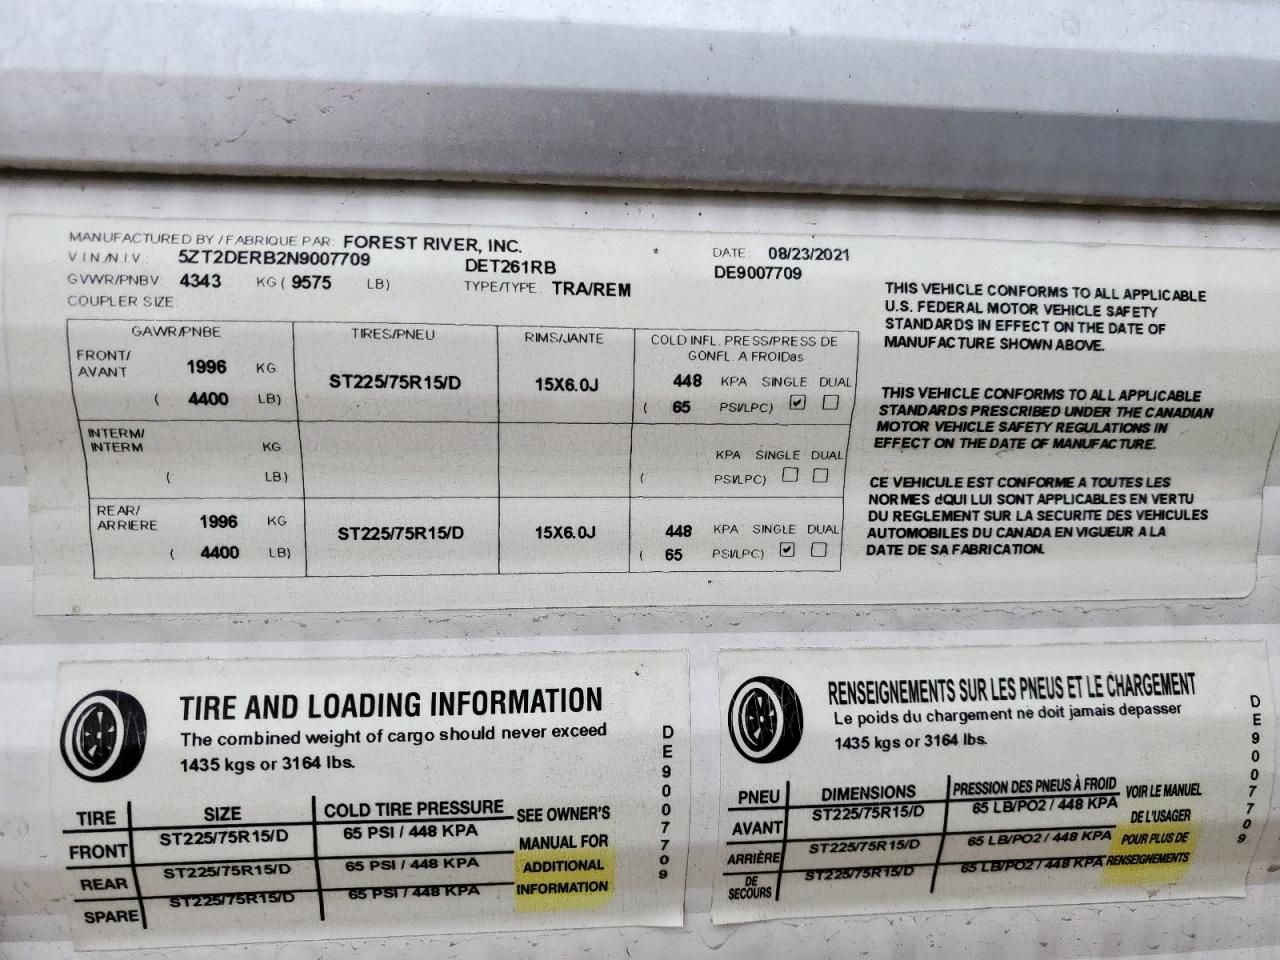 MANUFACTURED BY / FABRIQUE PAR: FOREST RIVER, INC.
V.I.N./N.I.V.: 5ZT2DERB2N9007709
DET261RB
DATE: 08/23/2021
DE9007709
GVWR/PNBV: 4343 KG ( 9575 LB)
TYPE/TYPE: TRA/REM
COUPLER SIZE:
GAWR/PNBE TIRES/PNEU RIMS/JANTE COLD INFL. PRESS/PRESS DE
GONFL. A FROIDas
FRONT/
AVANT 1996 KG ST225/75R15/D 15X6.0J 448 KPA SINGLE DUAL
( 4400 LB) ( 65 PSI/LPC) ☑ ☐
INTERM/
INTERM KG KPA SINGLE DUAL
( LB) ( PSI/LPC) ☐ ☐
REAR/
ARRIERE 1996 KG ST225/75R15/D 15X6.0J 448 KPA SINGLE DUAL
( 4400 LB) ( 65 PSI/LPC) ☑ ☐
THIS VEHICLE CONFORMS TO ALL APPLICABLE
U.S. FEDERAL MOTOR VEHICLE SAFETY
STANDARDS IN EFFECT ON THE DATE OF
MANUFACTURE SHOWN ABOVE.
THIS VEHICLE CONFORMS TO ALL APPLICABLE
STANDARDS PRESCRIBED UNDER THE CANADIAN
MOTOR VEHICLE SAFETY REGULATIONS IN
EFFECT ON THE DATE OF MANUFACTURE.
CE VEHICULE EST CONFORME A TOUTES LES
NORMES dQUI LUI SONT APPLICABLES EN VERTU
DU REGLEMENT SUR LA SECURITE DES VEHICULES
AUTOMOBILES DU CANADA EN VIGUEUR A LA
DATE DE SA FABRICATION.
TIRE AND LOADING INFORMATION
The combined weight of cargo should never exceed
1435 kgs or 3164 lbs.
TIRE SIZE COLD TIRE PRESSURE
FRONT ST225/75R15/D 65 PSI / 448 KPA
REAR ST225/75R15/D 65 PSI / 448 KPA
SPARE ST225/75R15/D 65 PSI / 448 KPA
SEE OWNER'S
MANUAL FOR
ADDITIONAL
INFORMATION
DE9007709
RENSEIGNEMENTS SUR LES PNEUS ET LE CHARGEMENT
Le poids du chargement ne doit jamais depasser
1435 kgs or 3164 lbs.
PNEU DIMENSIONS PRESSION DES PNEUS À FROID
AVANT ST225/75R15/D 65 LB/PO2 / 448 KPA
ARRIÈRE ST225/75R15/D 65 LB/PO2 / 448 KPA
DE
SECOURS ST225/75R15/D 65 LB/PO2 / 448 KPA
VOIR LE MANUEL
DE L'USAGER
POUR PLUS DE
RENSEIGNEMENTS
DE9007709